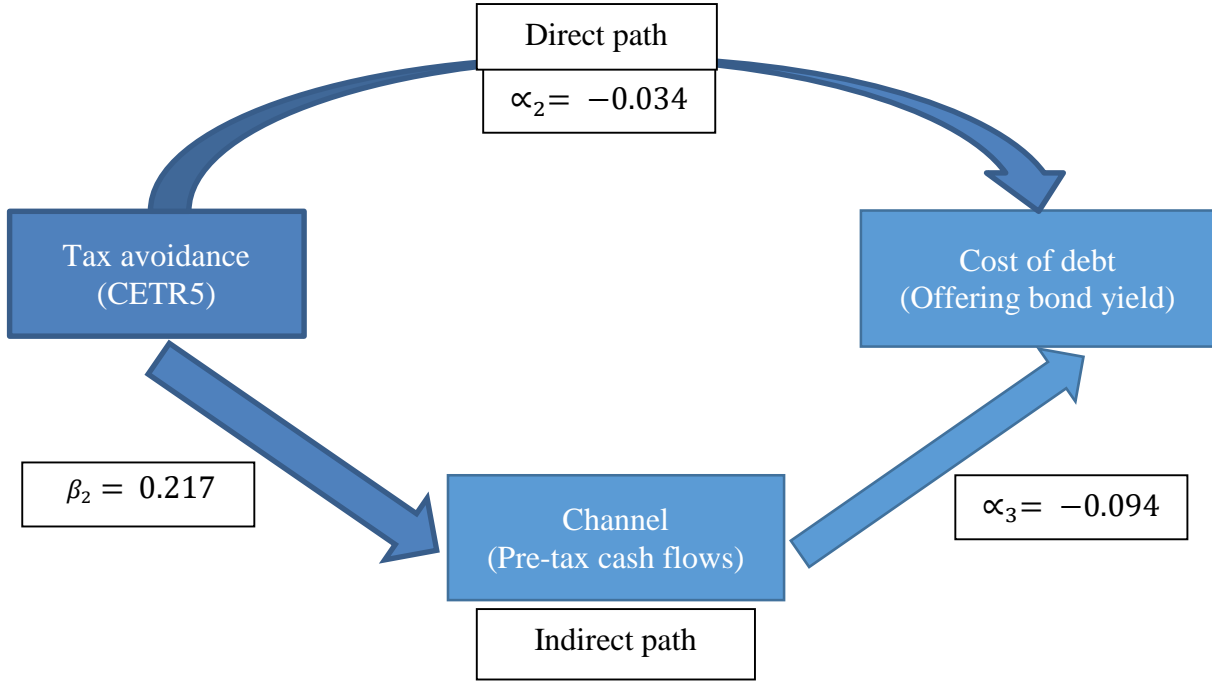 Direct path
∝₂= −0.034
Tax avoidance
(CETR5)
Cost of debt
(Offering bond yield)
β₂ = 0.217
Channel
(Pre-tax cash flows)
∝₃= −0.094
Indirect path